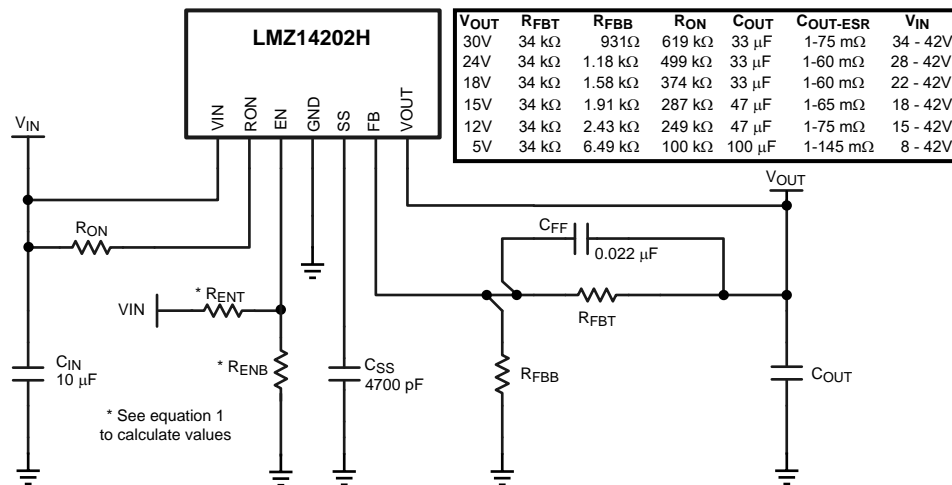 LMZ14202H
VIN RON EN GND SS FB VOUT
VOUT RFBT RFBB RON COUT COUT-ESR VIN
30V 34 kΩ 931Ω 619 kΩ 33 μF 1-75 mΩ 34 - 42V
24V 34 kΩ 1.18 kΩ 499 kΩ 33 μF 1-60 mΩ 28 - 42V
18V 34 kΩ 1.58 kΩ 374 kΩ 33 μF 1-60 mΩ 22 - 42V
15V 34 kΩ 1.91 kΩ 287 kΩ 47 μF 1-65 mΩ 18 - 42V
12V 34 kΩ 2.43 kΩ 249 kΩ 47 μF 1-75 mΩ 15 - 42V
5V 34 kΩ 6.49 kΩ 100 kΩ 100 μF 1-145 mΩ 8 - 42V
VIN
VOUT
RON
CFF
0.022 μF
* RENT
VIN
RFBT
* RENB
CIN
10 μF
CSS
4700 pF
RFBB
COUT
* See equation 1
to calculate values